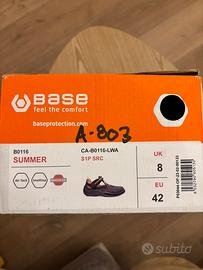 BASE
feel the comfort
baseprotection.com
A-803
B0116
SUMMER
CA-B0116-LWA
S1P SRC
UK
8
EU
42
subito